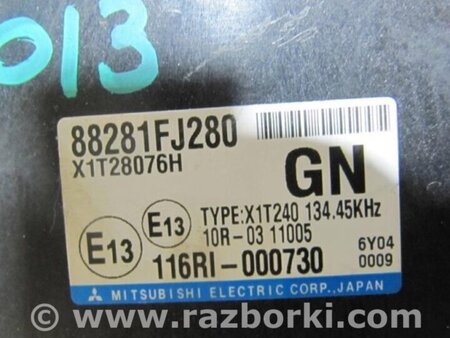 013
88281FJ280
X1T28076H
GN
E13
E13
TYPE:X1T240 134.45KHz
10R-03 11005
116RI-000730
6Y04
0009
MITSUBISHI ELECTRIC CORP.,JAPAN
www.razborki.com